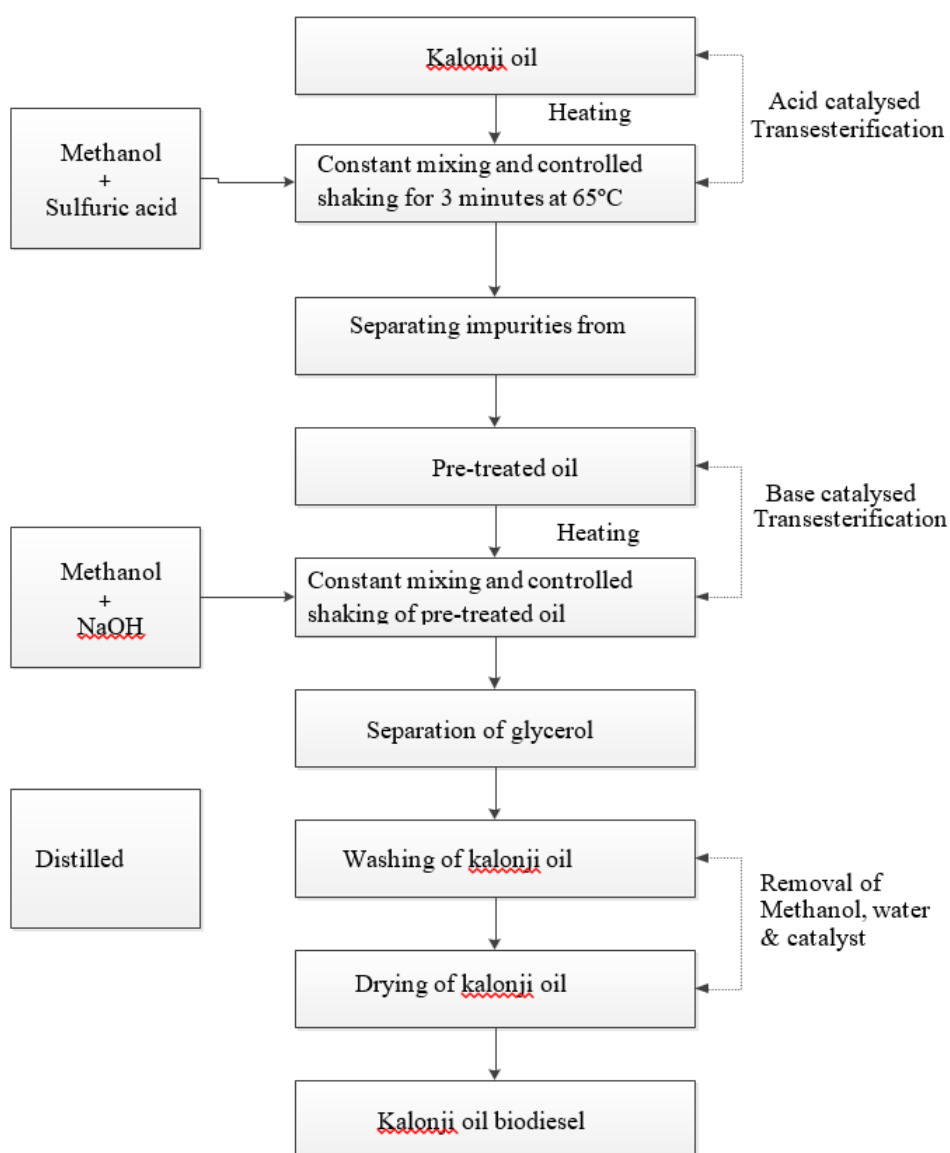 Kalonji oil
Acid catalysed
Transesterification
Heating
Methanol
+
Sulfuric acid
Constant mixing and controlled
shaking for 3 minutes at 65°C
Separating impurities from
Pre-treated oil
Base catalysed
Transesterification
Heating
Methanol
+
NaOH
Constant mixing and controlled
shaking of pre-treated oil
Separation of glycerol
Distilled
Washing of kalonji oil
Removal of
Methanol, water
& catalyst
Drying of kalonji oil
Kalonji oil biodiesel